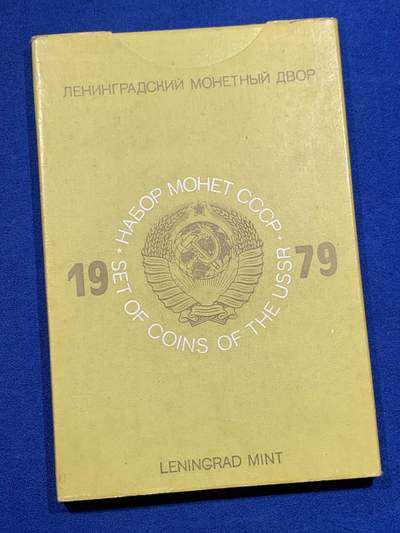 ЛЕНИНГРАДСКИЙ МОНЕТНЫЙ ДВОР
• НАБОР МОНЕТ СССР •
19 79
SET OF COINS OF THE USSR
LENINGRAD MINT